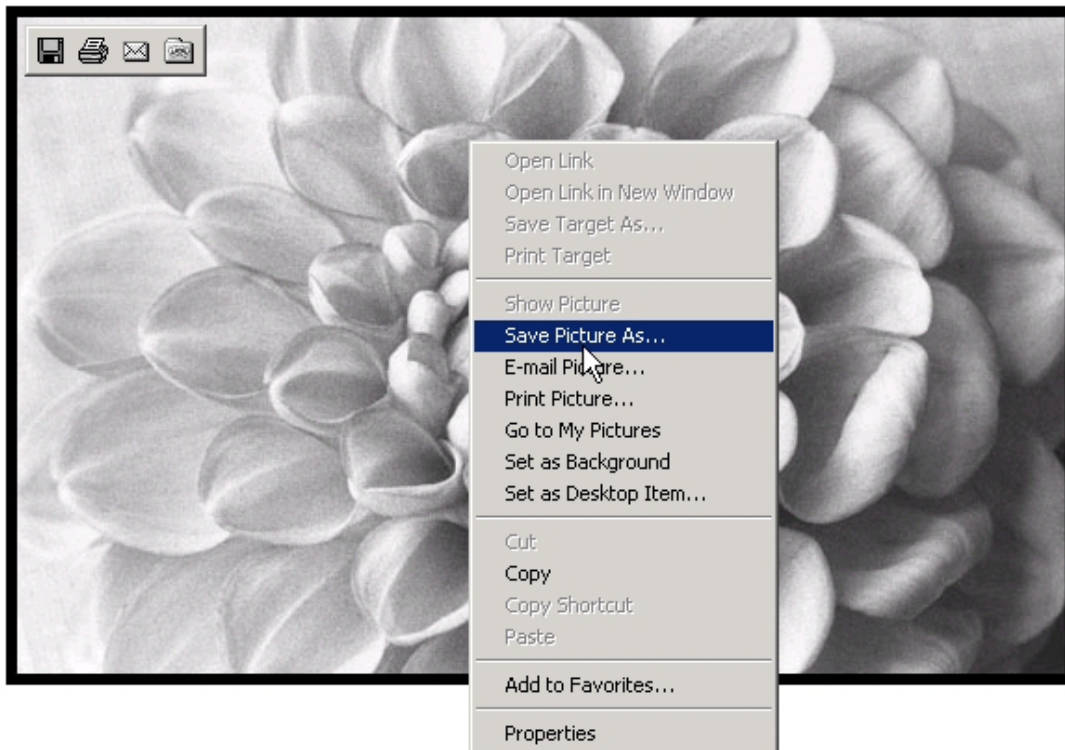 Open Link
Open Link in New Window
Save Target As...
Print Target
Show Picture
Save Picture As...
E-mail Picture...
Print Picture...
Go to My Pictures
Set as Background
Set as Desktop Item...
Cut
Copy
Copy Shortcut
Paste
Add to Favorites...
Properties